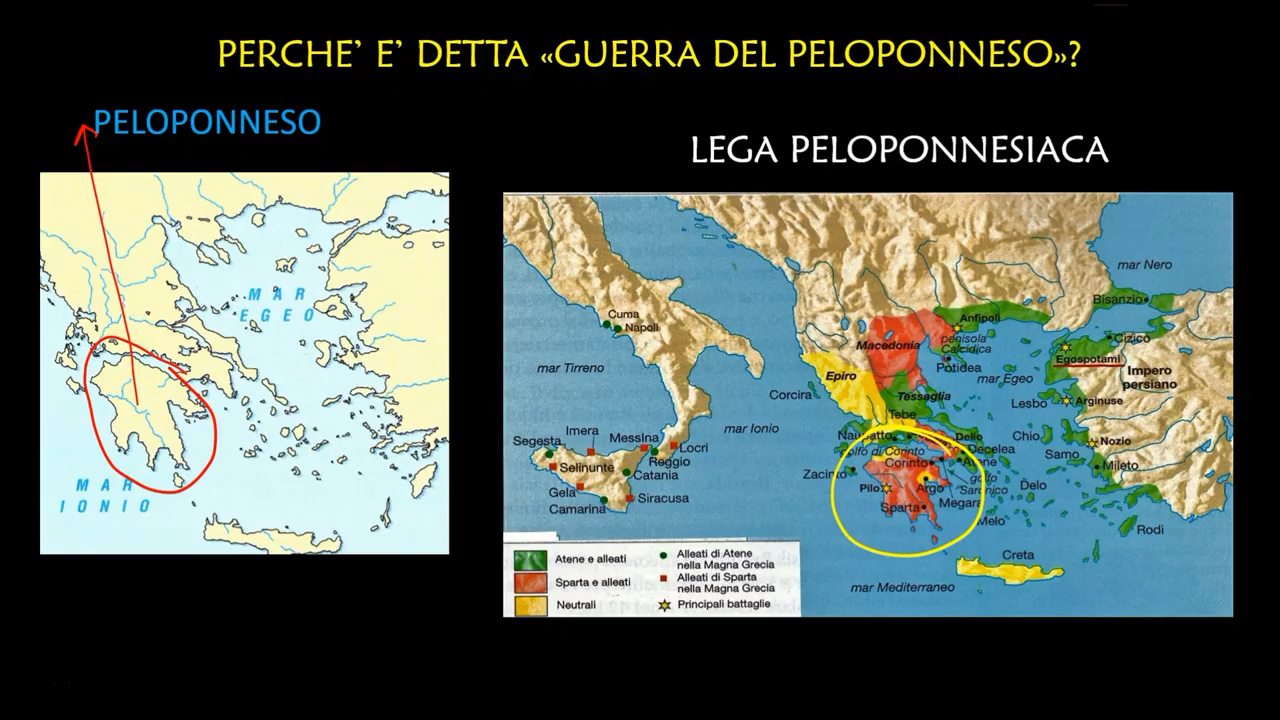 PERCHE' E' DETTA «GUERRA DEL PELOPONNESO»?
PELOPONNESO
LEGA PELOPONNESIACA
MAR
EGEO
MAR
IONIO
mar Nero
Bisanzio
Cuma
Napoli
Anfipoli
penisola
Calcidica
Cizico
Macedonia
Egospotami
mar Tirreno
Potidea
Impero
persiano
Epiro
mar Egeo
Corcira
Tessaglia
Lesbo
Arginuse
Tebe
mar Ionio
Imera
Messina
Naupatto
Delio
Chio
Nozio
Segesta
Locri
golfo di Corinto
Decelea
Samo
Selinunte
Reggio
Corinto
Atene
Mileto
Catania
Zacinto
golfo
Saronico
Gela
Siracusa
Pilo
Argo
Delo
Camarina
Megara
Sparta
Melo
Rodi
Creta
mar Mediterraneo
Atene e alleati
Alleati di Atene
nella Magna Grecia
Sparta e alleati
Alleati di Sparta
nella Magna Grecia
Neutrali
Principali battaglie